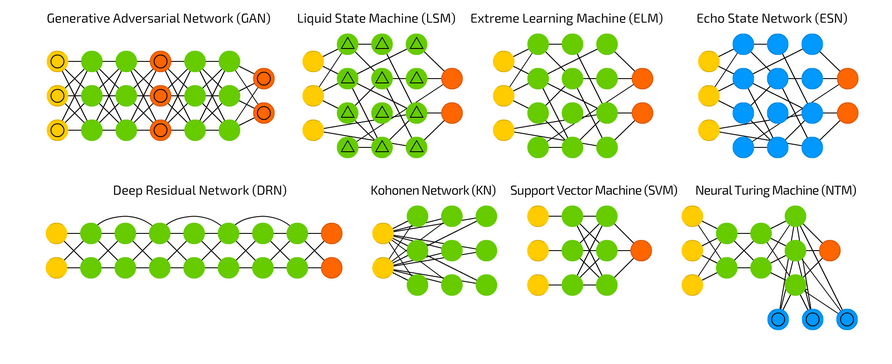 Generative Adversarial Network (GAN)
Liquid State Machine (LSM)
Extreme Learning Machine (ELM)
Echo State Network (ESN)
Deep Residual Network (DRN)
Kohonen Network (KN)
Support Vector Machine (SVM)
Neural Turing Machine (NTM)